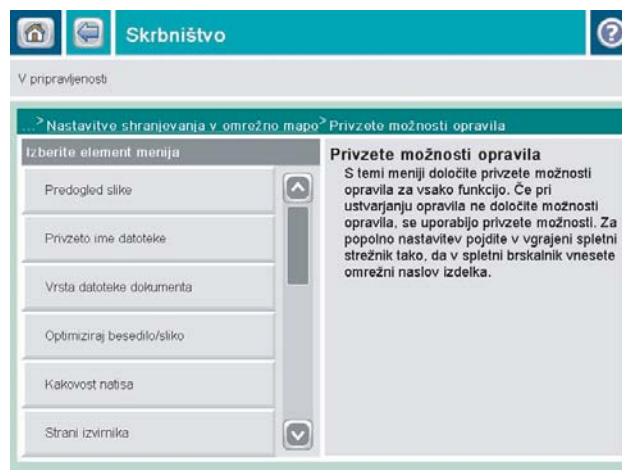 Skrbništvo
?
V pripravljenosti
...> Nastavitve shranjevanja v omrežno mapo > Privzete možnosti opravila
Izberite element menija
Privzete možnosti opravila
S temi meniji določite privzete možnosti
opravila za vsako funkcijo. Če pri
ustvarjanju opravila ne določite možnosti
opravila, se uporabijo privzete možnosti. Za
popolno nastavitev pojdite v vgrajeni spletni
strežnik tako, da v spletni brskalnik vnesete
omrežni naslov izdelka.
Predogled slike
Privzeto ime datoteke
Vrsta datoteke dokumenta
Optimiziraj besedilo/sliko
Kakovost natisa
Strani izvirnika